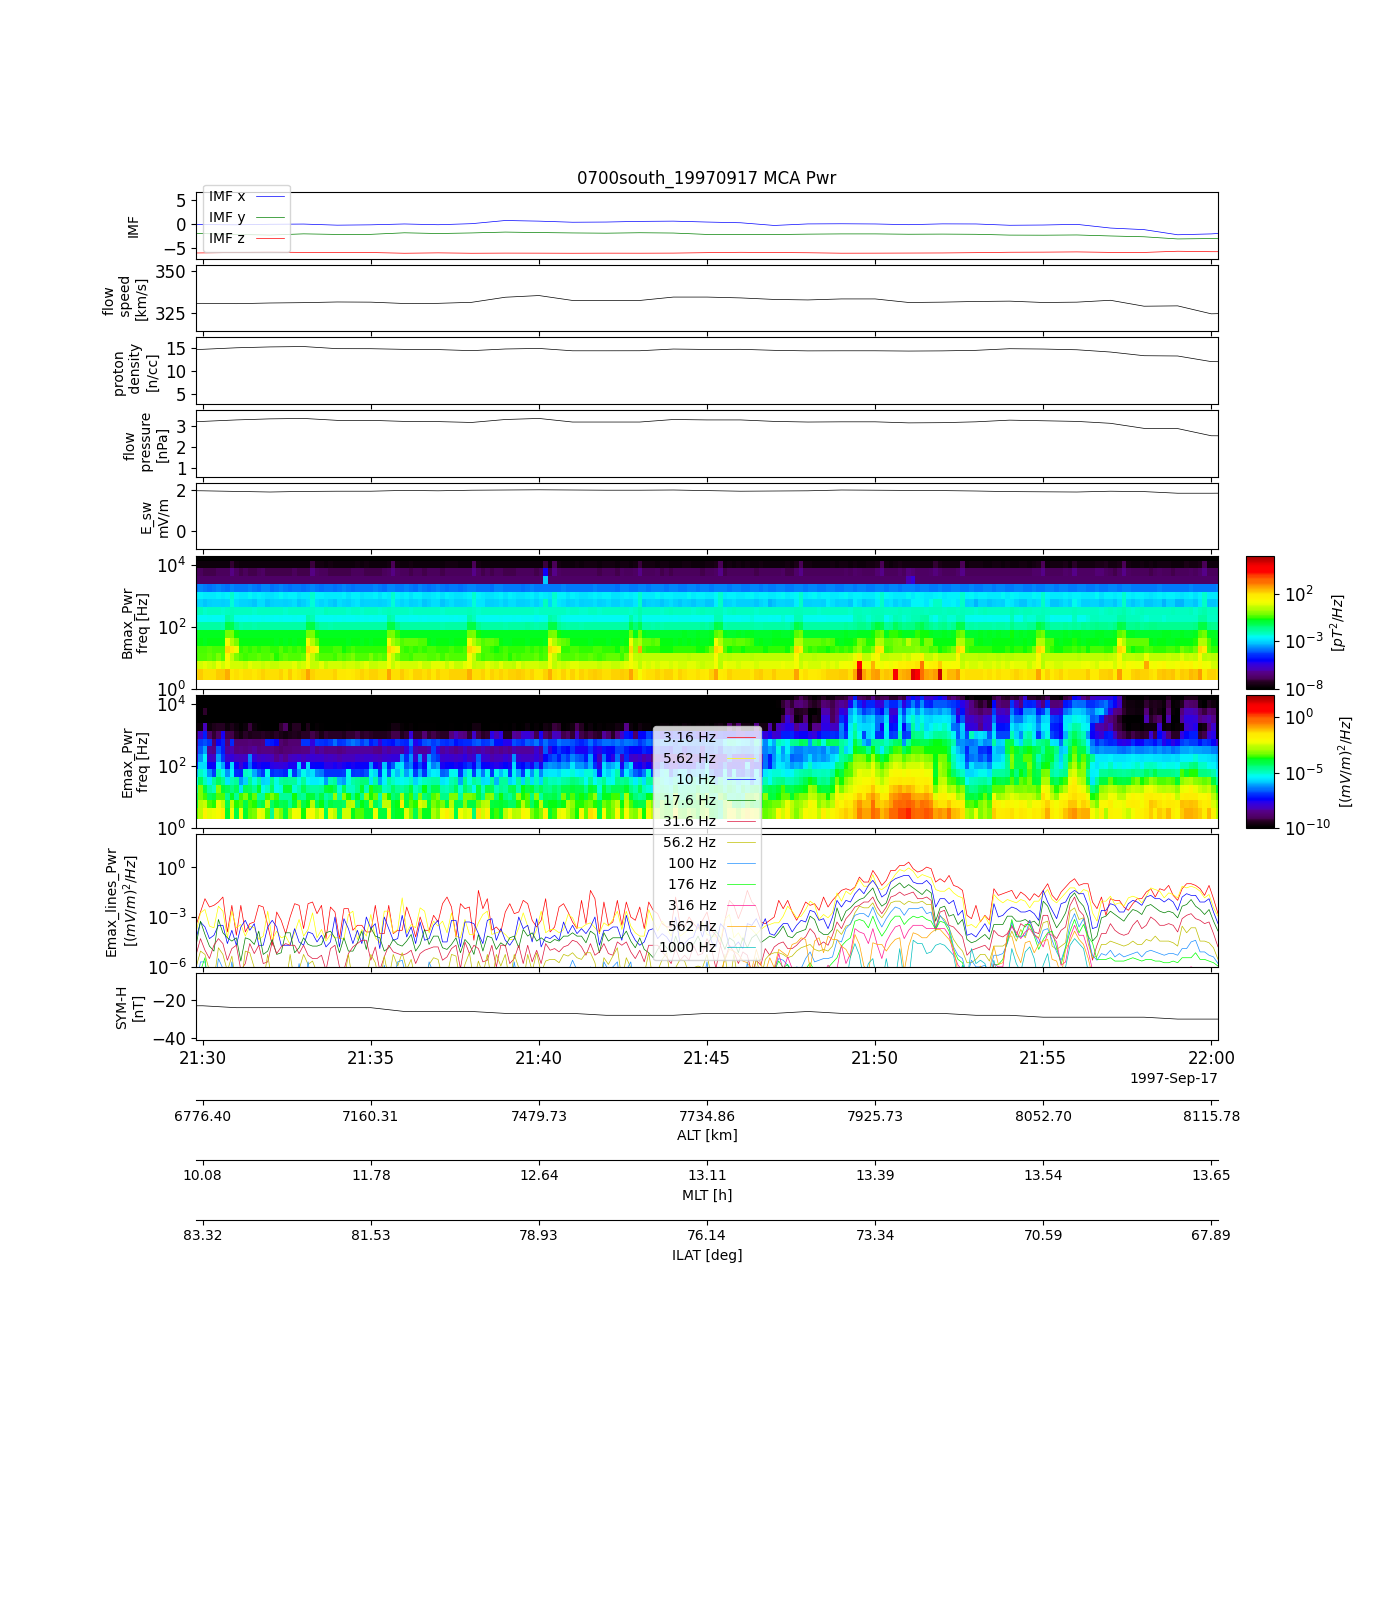 0700south_19970917 MCA Pwr
IMF
5
0
−5
IMF x
IMF y
IMF z
flow
speed
[km/s]
350
325
proton
density
[n/cc]
15
10
5
flow
pressure
[nPa]
3
2
1
E_sw
mV/m
2
0
Bmax_Pwr
freq [Hz]
10^4
10^2
10^0
10^2
10^−3
10^−8
[pT^2/Hz]
Emax_Pwr
freq [Hz]
10^4
10^2
10^0
10^0
10^−5
10^−10
[(mV/m)^2/Hz]
3.16 Hz
5.62 Hz
10 Hz
17.6 Hz
31.6 Hz
56.2 Hz
100 Hz
176 Hz
316 Hz
562 Hz
1000 Hz
Emax_lines_Pwr
[(mV/m)^2/Hz]
10^0
10^−3
10^−6
SYM-H
[nT]
−20
−40
21:30 21:35 21:40 21:45 21:50 21:55 22:00
1997-Sep-17
6776.40 7160.31 7479.73 7734.86 7925.73 8052.70 8115.78
ALT [km]
10.08 11.78 12.64 13.11 13.39 13.54 13.65
MLT [h]
83.32 81.53 78.93 76.14 73.34 70.59 67.89
ILAT [deg]